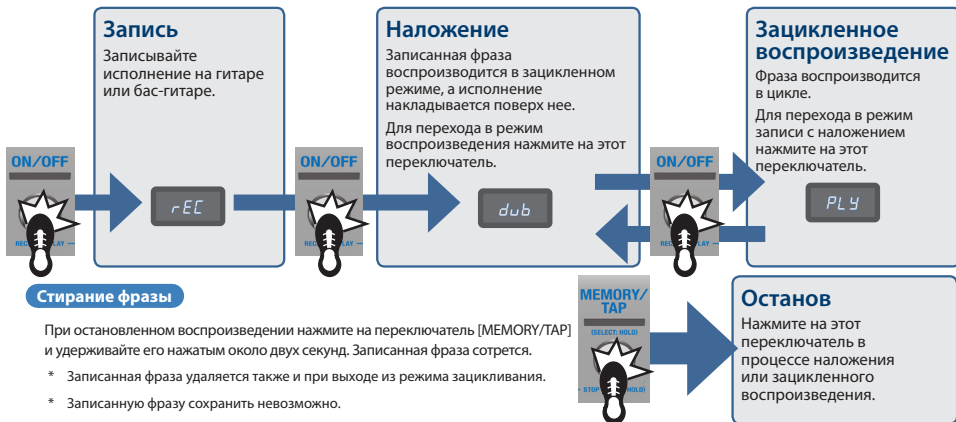 Запись
Записывайте
исполнение на гитаре
или бас-гитаре.
ON/OFF
rEC
Наложение
Записанная фраза
воспроизводится в зацикленном
режиме, а исполнение
накладывается поверх нее.
Для перехода в режим
воспроизведения нажмите на этот
переключатель.
ON/OFF
dub
Зацикленное
воспроизведение
Фраза воспроизводится
в цикле.
Для перехода в режим
записи с наложением
нажмите на этот
переключатель.
ON/OFF
PLY
Стирание фразы
При остановленном воспроизведении нажмите на переключатель [MEMORY/TAP]
и удерживайте его нажатым около двух секунд. Записанная фраза сотрется.
* Записанная фраза удаляется также и при выходе из режима зацикливания.
* Записанную фразу сохранить невозможно.
MEMORY/
TAP
(SELECT: HOLD)
STOP HOLD)
Останов
Нажмите на этот
переключатель в
процессе наложения
или зацикленного
воспроизведения.